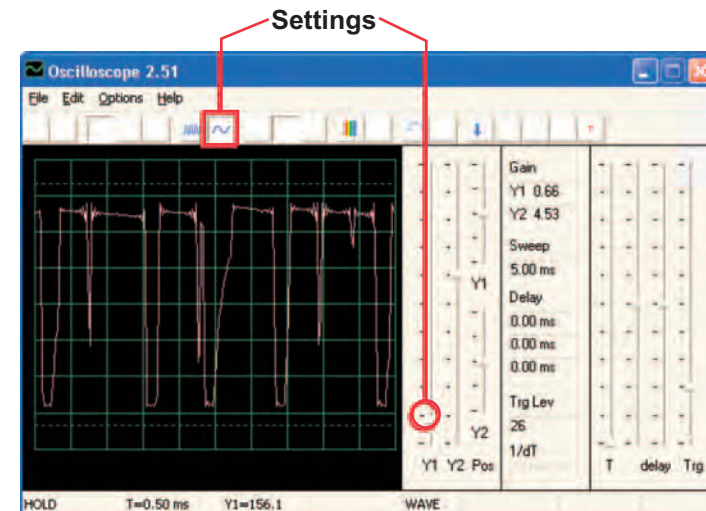 Settings
Oscilloscope 2.51
File Edit Options Help
Gain
Y1 0.66
Y2 4.53
Sweep
5.00 ms
Y1
Delay
0.00 ms
0.00 ms
0.00 ms
Trg Lev
26
Y2
1/dT
Y1 Y2 Pos
T delay Trg
HOLD T=0.50 ms Y1=156.1 WAVE